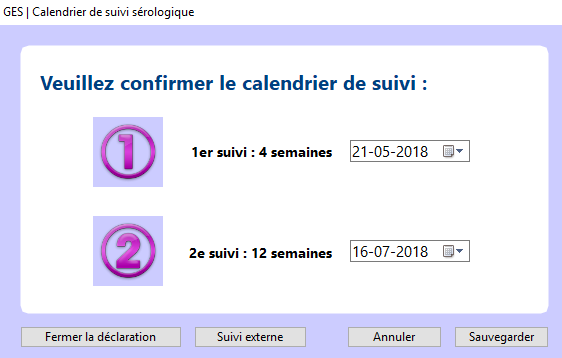 GES | Calendrier de suivi sérologique
Veuillez confirmer le calendrier de suivi :
1
1er suivi : 4 semaines 21-05-2018
2
2e suivi : 12 semaines 16-07-2018
Fermer la déclaration Suivi externe Annuler Sauvegarder